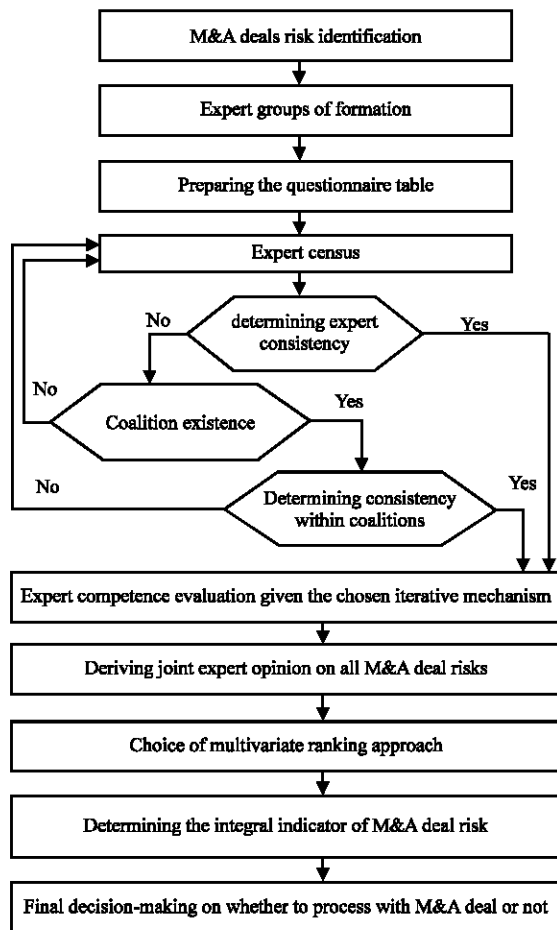 M&A deals risk identification
Expert groups of formation
Preparing the questionnaire table
Expert census
No
determining expert
consistency
Yes
No
Coalition existence
Yes
No
Determining consistency
within coalitions
Yes
Expert competence evaluation given the chosen iterative mechanism
Deriving joint expert opinion on all M&A deal risks
Choice of multivariate ranking approach
Determining the integral indicator of M&A deal risk
Final decision-making on whether to process with M&A deal or not